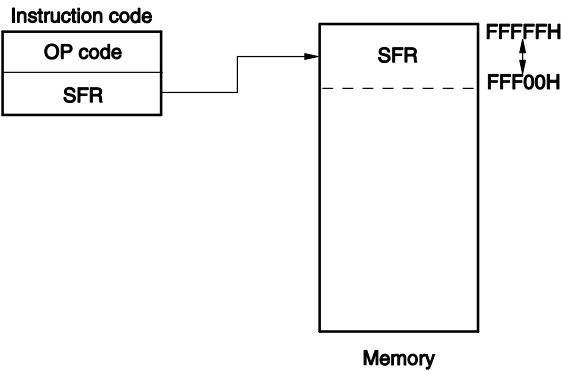 Instruction code
OP code
SFR
SFR
FFFFFH
FFF00H
Memory